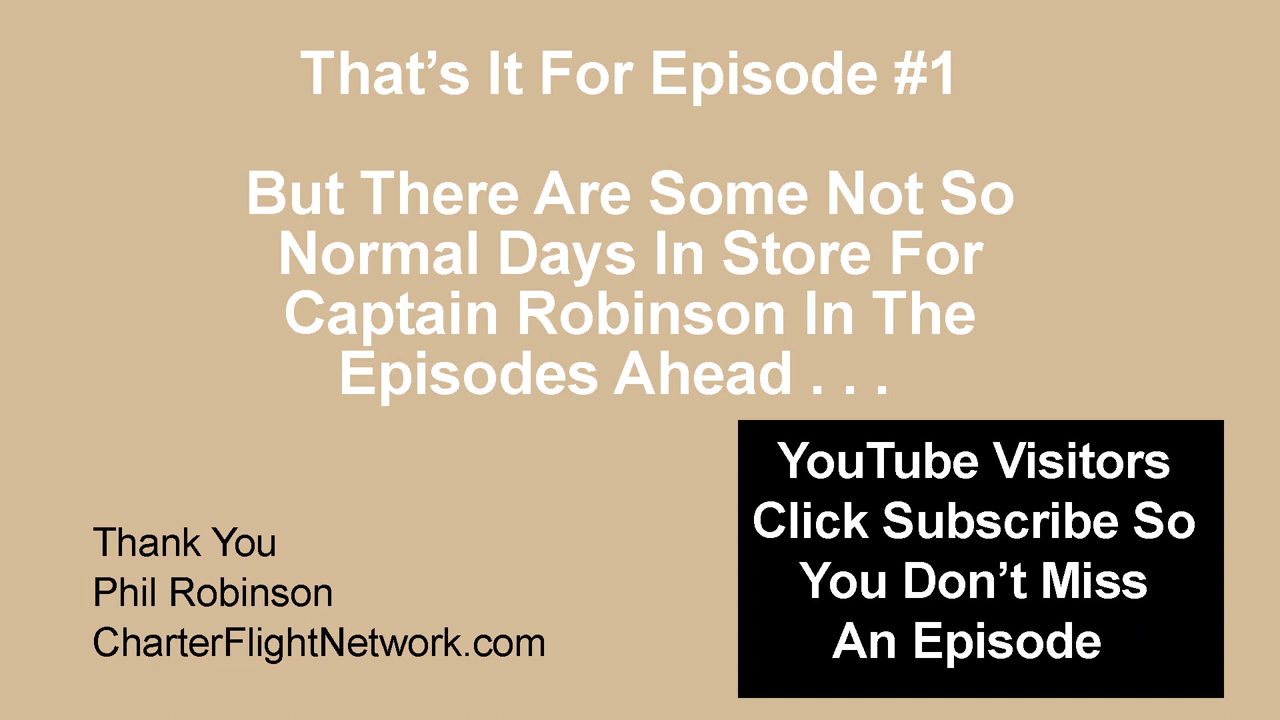 That’s It For Episode #1
But There Are Some Not So
Normal Days In Store For
Captain Robinson In The
Episodes Ahead . . .
Thank You
Phil Robinson
CharterFlightNetwork.com
YouTube Visitors
Click Subscribe So
You Don’t Miss
An Episode